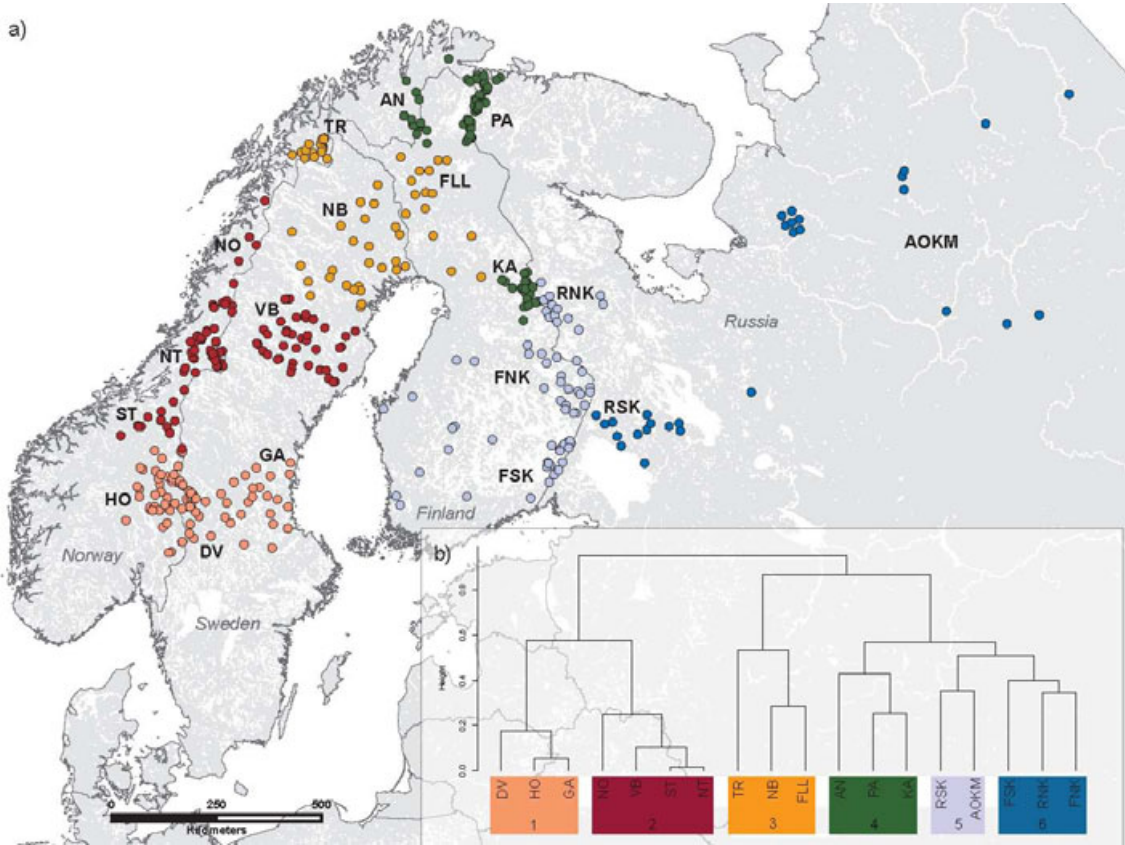 a)
AN
PA
TR
FLL
NB
AOKM
NO
KA
RNK
Russia
VB
NT
FNK
RSK
ST
GA
FSK
HO
Finland
Norway
DV
b)
Sweden
0.8
0.6
Height
0.4
0.2
0.0
0 250 500
Kilometers
DV HO GA NO VB ST NT TR NB FLL AN PA KA RSK AOKM FSK RNK FNK
1 2 3 4 5 6